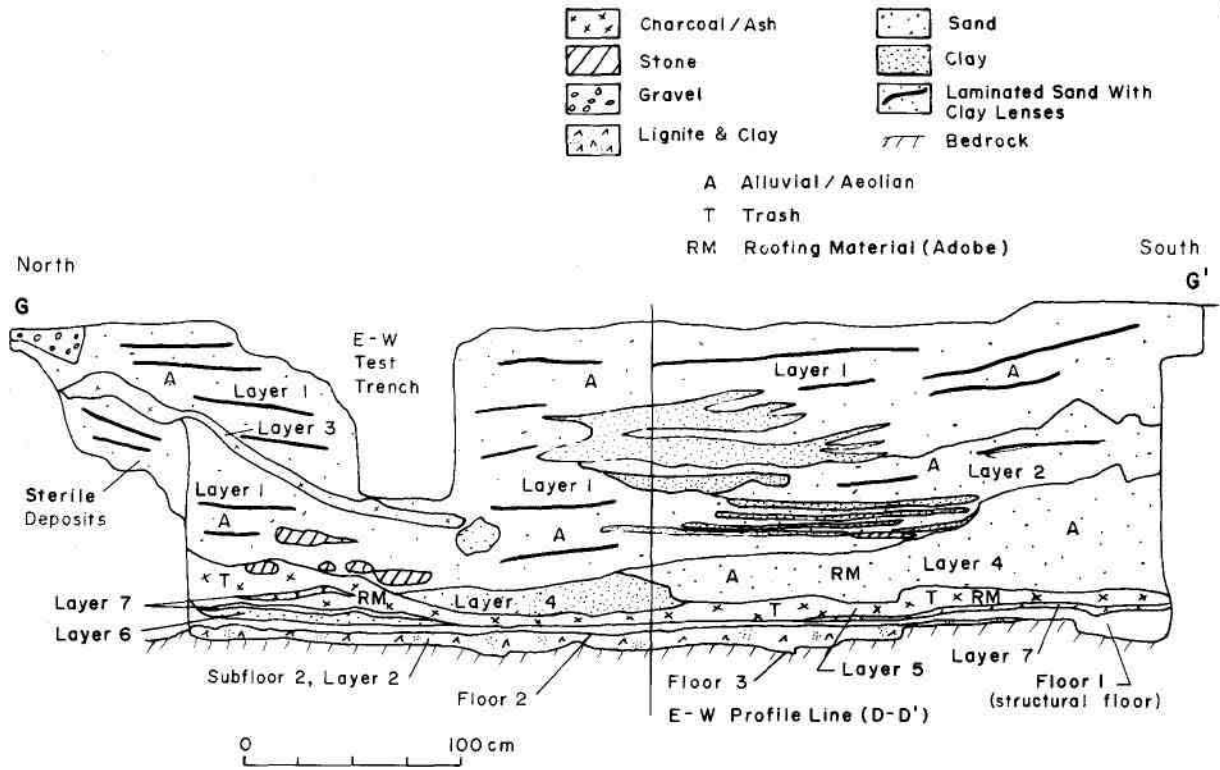 Charcoal/Ash
Stone
Gravel
Lignite & Clay
Sand
Clay
Laminated Sand With
Clay Lenses
Bedrock
A Alluvial/Aeolian
T Trash
RM Roofing Material (Adobe)
North
G
South
G'
E-W
Test
Trench
A
Layer 1
Layer 3
A
Layer 1
A
Sterile
Deposits
Layer 1
A
Layer 1
A
A
Layer 2
A
T
RM
Layer 4
A
RM
Layer 4
T
T
RM
Layer 7
Layer 6
Subfloor 2, Layer 2
Floor 2
Floor 3
Layer 5
Layer 7
Floor 1
(structural floor)
E-W Profile Line (D-D')
0
100 cm